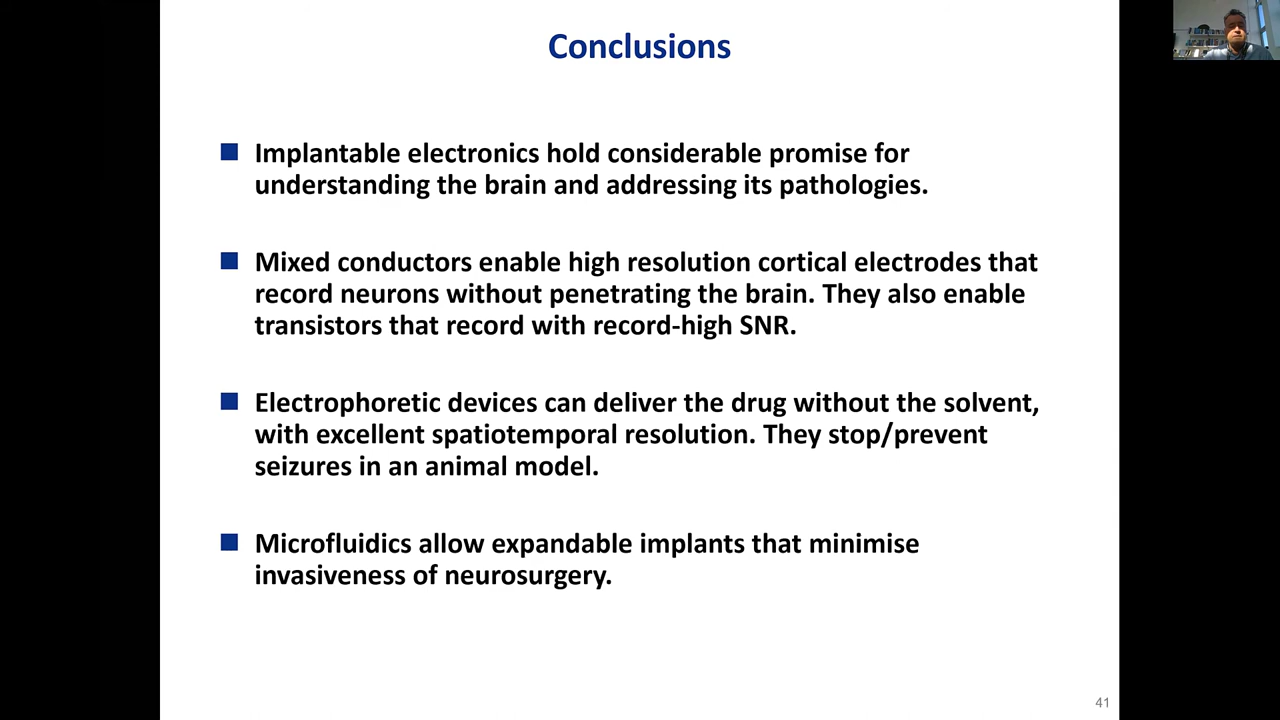 Conclusions
Implantable electronics hold considerable promise for
understanding the brain and addressing its pathologies.
Mixed conductors enable high resolution cortical electrodes that
record neurons without penetrating the brain. They also enable
transistors that record with record-high SNR.
Electrophoretic devices can deliver the drug without the solvent,
with excellent spatiotemporal resolution. They stop/prevent
seizures in an animal model.
Microfluidics allow expandable implants that minimise
invasiveness of neurosurgery.
41